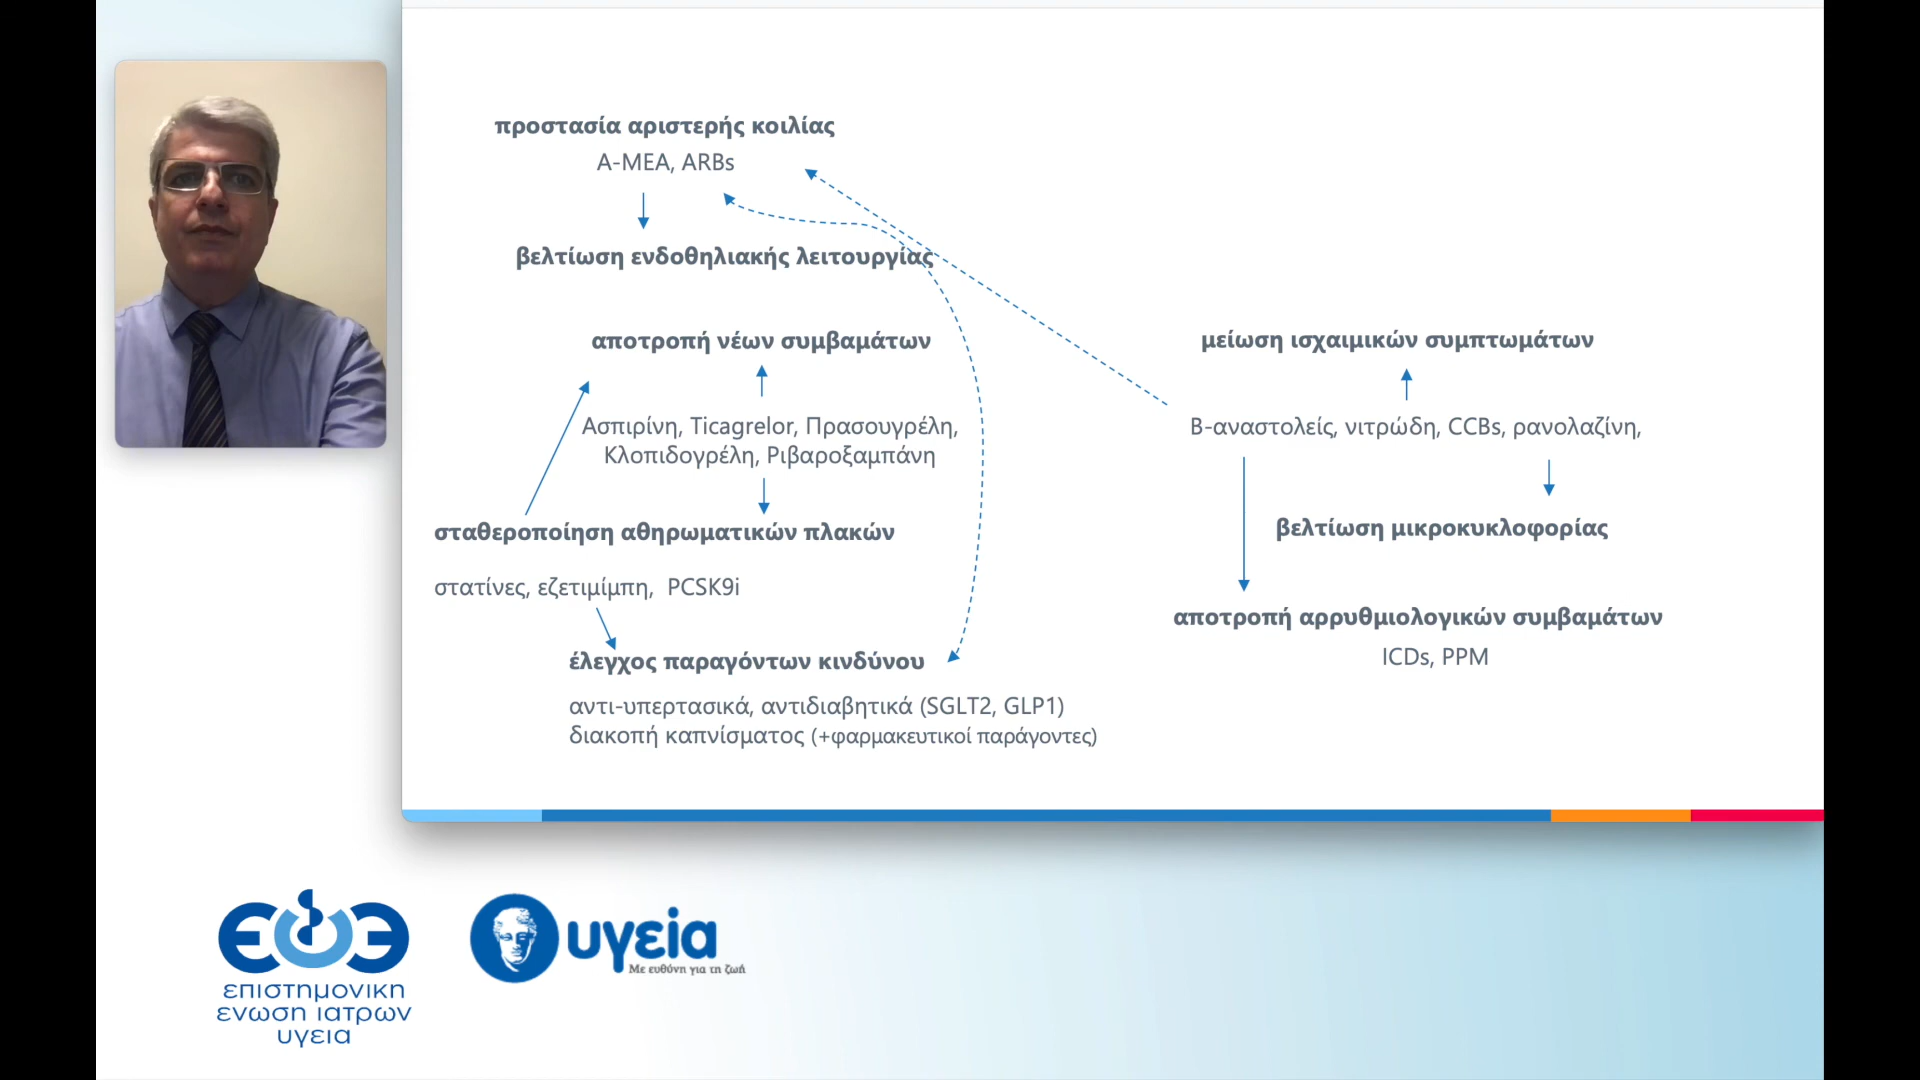 προστασία αριστερής κοιλίας
Α-ΜΕΑ, ARBs
βελτίωση ενδοθηλιακής λειτουργίας
αποτροπή νέων συμβαμάτων
Ασπιρίνη, Ticagrelor, Πρασουγρέλη,
Κλοπιδογρέλη, Ριβαροξαμπάνη
σταθεροποίηση αθηρωματικών πλακών
στατίνες, εζετιμίμπη, PCSK9i
έλεγχος παραγόντων κινδύνου
αντι-υπερτασικά, αντιδιαβητικά (SGLT2, GLP1)
διακοπή καπνίσματος (+φαρμακευτικοί παράγοντες)
μείωση ισχαιμικών συμπτωμάτων
Β-αναστολείς, νιτρώδη, CCBs, ρανολαζίνη,
βελτίωση μικροκυκλοφορίας
αποτροπή αρρυθμιολογικών συμβαμάτων
ICDs, PPM
επιστημονικη
ενωση ιατρων
υγεια
υγεία
Με ευθύνη για τη ζωή